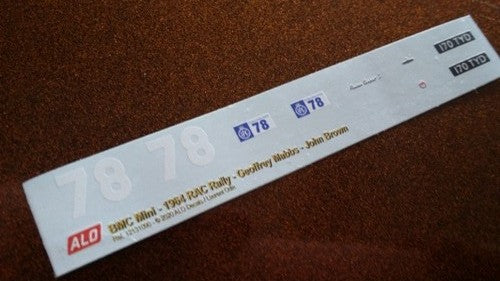 170 TYD
170 TYD
78 78
78
78
ALO
BMC Mini - 1964 RAC Rally - Geoffrey Mabbs - John Brown